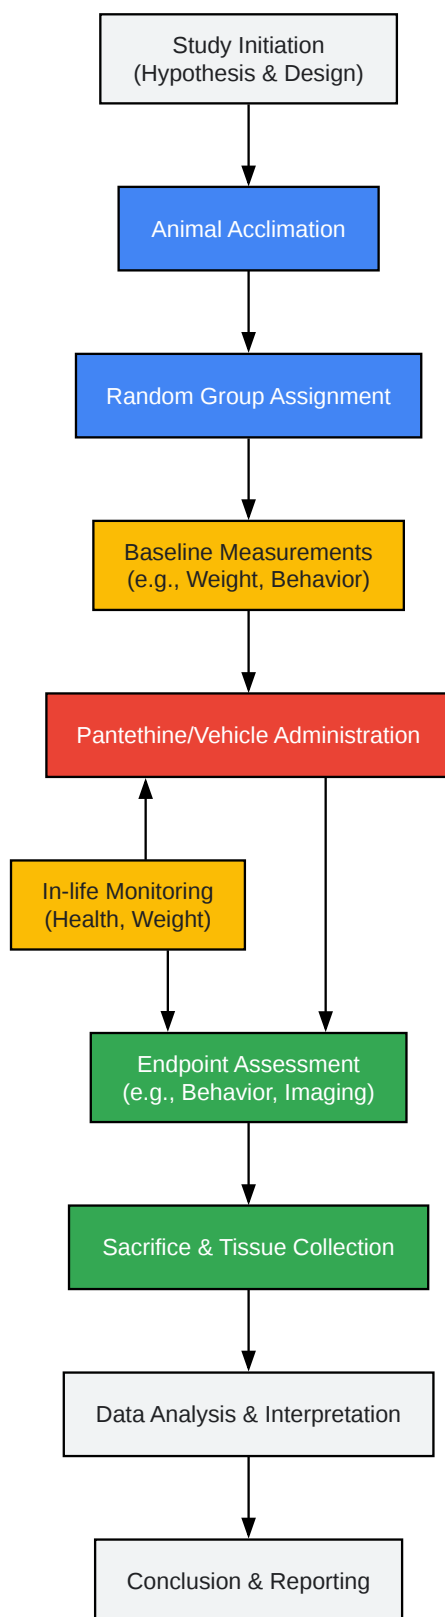 Study Initiation
(Hypothesis & Design)
Animal Acclimation
Random Group Assignment
Baseline Measurements
(e.g., Weight, Behavior)
Pantethine/Vehicle Administration
In-life Monitoring
(Health, Weight)
Endpoint Assessment
(e.g., Behavior, Imaging)
Sacrifice & Tissue Collection
Data Analysis & Interpretation
Conclusion & Reporting